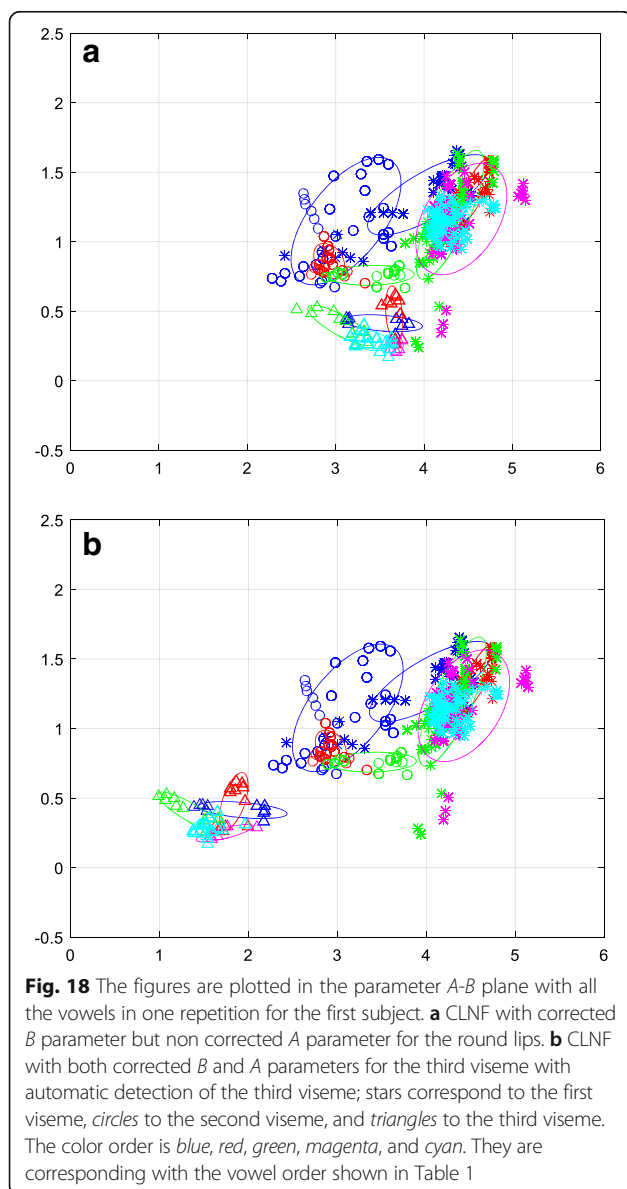 a
2.5
2
1.5
1
0.5
0
-0.5
0 1 2 3 4 5 6
b
2.5
2
1.5
1
0.5
0
-0.5
0 1 2 3 4 5 6
Fig. 18 The figures are plotted in the parameter A-B plane with all
the vowels in one repetition for the first subject. a CLNF with corrected
B parameter but non corrected A parameter for the round lips. b CLNF
with both corrected B and A parameters for the third viseme with
automatic detection of the third viseme; stars correspond to the first
viseme, circles to the second viseme, and triangles to the third viseme.
The color order is blue, red, green, magenta, and cyan. They are
corresponding with the vowel order shown in Table 1